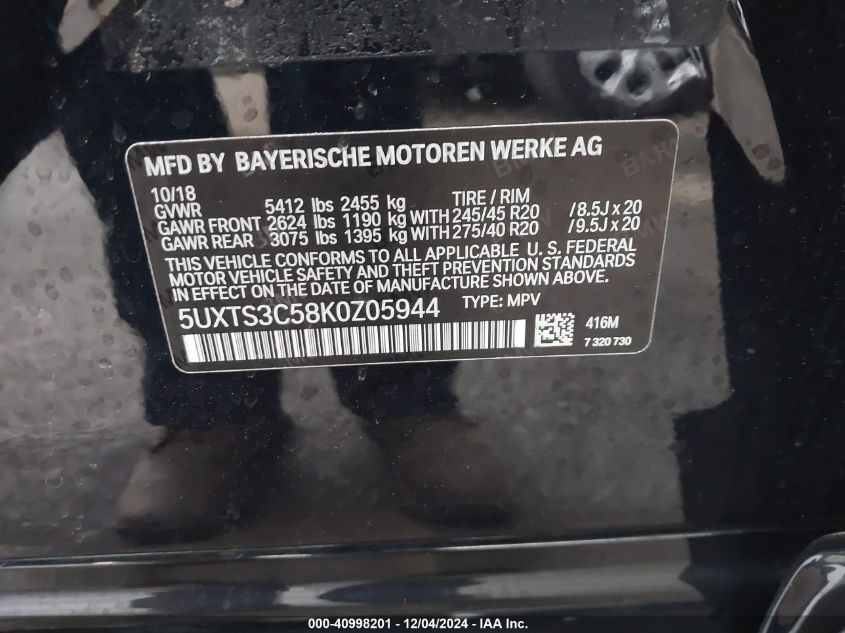 MFD BY BAYERISCHE MOTOREN WERKE AG
10/18
TIRE / RIM
GVWR 5412 lbs 2455 kg
GAWR FRONT 2624 lbs 1190 kg WITH 245/45 R20 /8.5J x 20
GAWR REAR 3075 lbs 1395 kg WITH 275/40 R20 /9.5J x 20
THIS VEHICLE CONFORMS TO ALL APPLICABLE U. S. FEDERAL
MOTOR VEHICLE SAFETY AND THEFT PREVENTION STANDARDS
IN EFFECT ON THE DATE OF MANUFACTURE SHOWN ABOVE.
5UXTS3C58K0Z05944 TYPE: MPV
416M
7 320 730
000-40998201 - 12/04/2024 - IAA Inc.